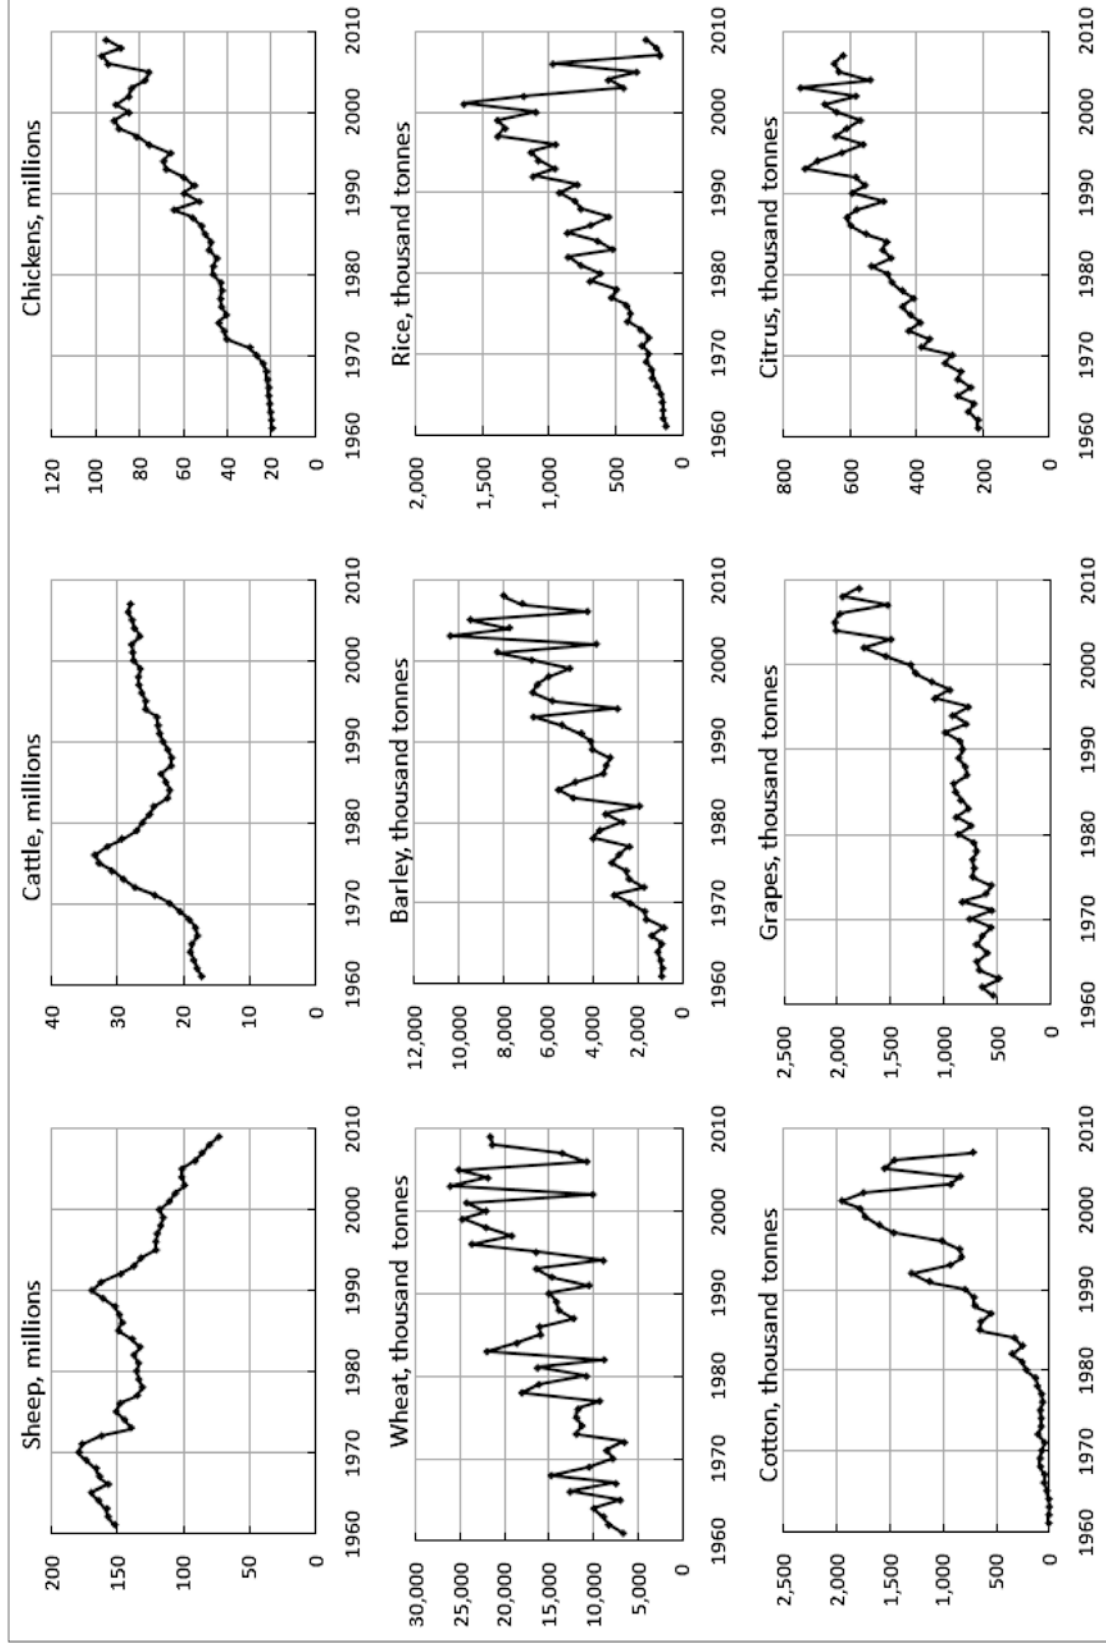 Sheep, millions
200
150
100
50
0
1960 1970 1980 1990 2000 2010
Cattle, millions
40
30
20
10
0
1960 1970 1980 1990 2000 2010
Chickens, millions
120
100
80
60
40
20
0
1960 1970 1980 1990 2000 2010
Wheat, thousand tonnes
30,000
25,000
20,000
15,000
10,000
5,000
0
1960 1970 1980 1990 2000 2010
Barley, thousand tonnes
12,000
10,000
8,000
6,000
4,000
2,000
0
1960 1970 1980 1990 2000 2010
Rice, thousand tonnes
2,000
1,500
1,000
500
0
1960 1970 1980 1990 2000 2010
Cotton, thousand tonnes
2,500
2,000
1,500
1,000
500
0
1960 1970 1980 1990 2000 2010
Grapes, thousand tonnes
2,500
2,000
1,500
1,000
500
0
1960 1970 1980 1990 2000 2010
Citrus, thousand tonnes
800
600
400
200
0
1960 1970 1980 1990 2000 2010